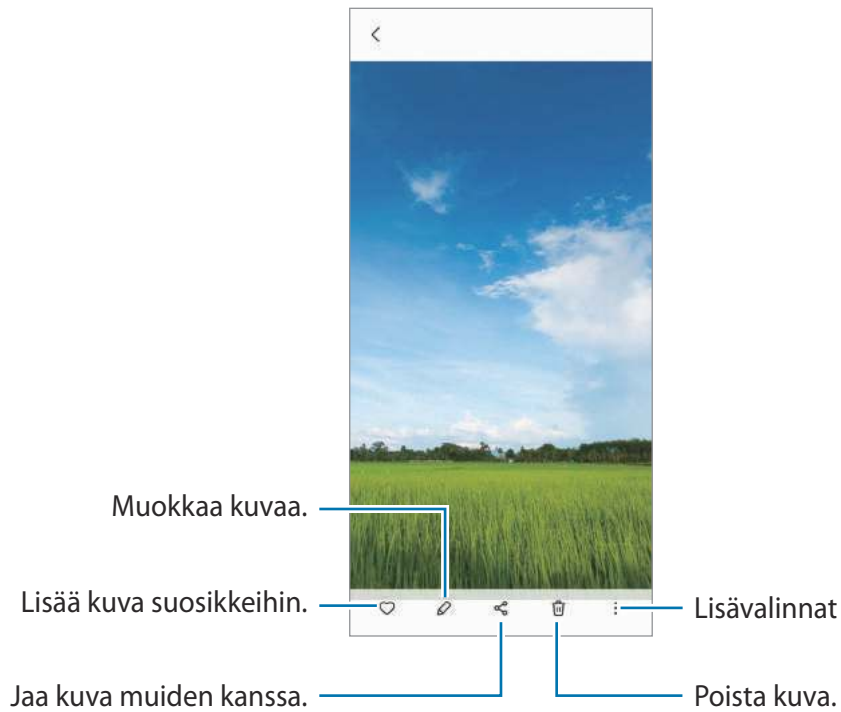 Muokkaa kuvaa.
Lisää kuva suosikkeihin.
Lisävalinnat
Jaa kuva muiden kanssa.
Poista kuva.